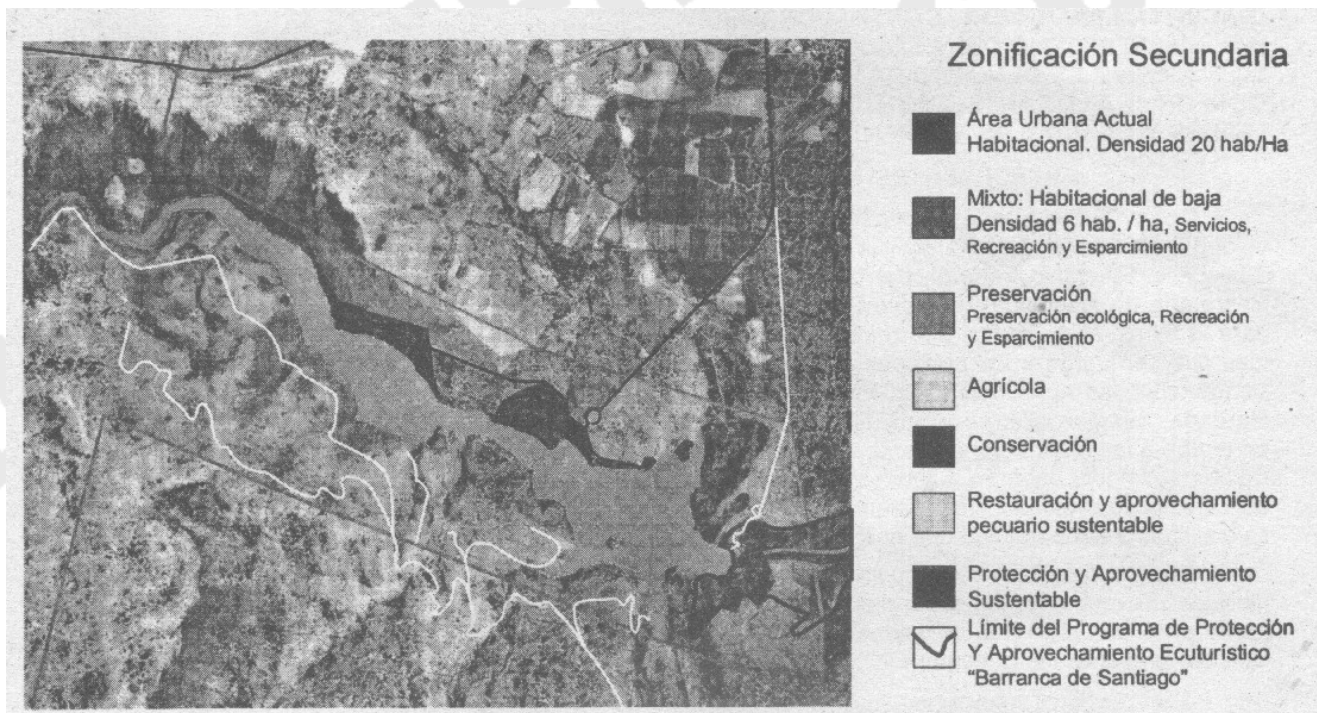 Zonificación Secundaria
Área Urbana Actual
Habitacional. Densidad 20 hab/Ha
Mixto: Habitacional de baja
Densidad 6 hab. / ha, Servicios,
Recreación y Esparcimiento
Preservación
Preservación ecológica, Recreación
y Esparcimiento
Agrícola
Conservación
Restauración y aprovechamiento
pecuario sustentable
Protección y Aprovechamiento
Sustentable
Límite del Programa de Protección
Y Aprovechamiento Ecuturístico
"Barranca de Santiago"